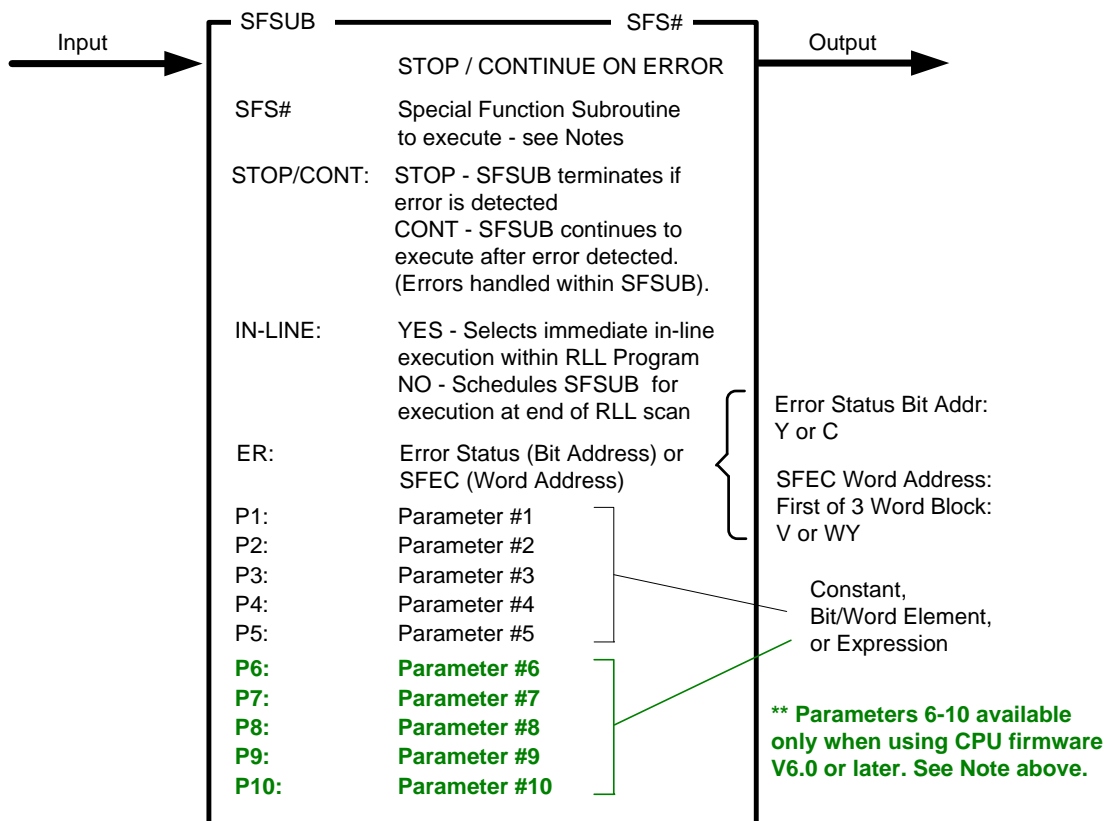 SFSUB SFS#
Input
Output
STOP / CONTINUE ON ERROR
SFS# Special Function Subroutine
to execute - see Notes
STOP/CONT: STOP - SFSUB terminates if
error is detected
CONT - SFSUB continues to
execute after error detected.
(Errors handled within SFSUB).
IN-LINE: YES - Selects immediate in-line
execution within RLL Program
NO - Schedules SFSUB for
execution at end of RLL scan
ER: Error Status (Bit Address) or
SFEC (Word Address)
Error Status Bit Addr:
Y or C
SFEC Word Address:
First of 3 Word Block:
V or WY
P1: Parameter #1
P2: Parameter #2
P3: Parameter #3
P4: Parameter #4
P5: Parameter #5
P6: Parameter #6
P7: Parameter #7
P8: Parameter #8
P9: Parameter #9
P10: Parameter #10
Constant,
Bit/Word Element,
or Expression
** Parameters 6-10 available
only when using CPU firmware
V6.0 or later. See Note above.